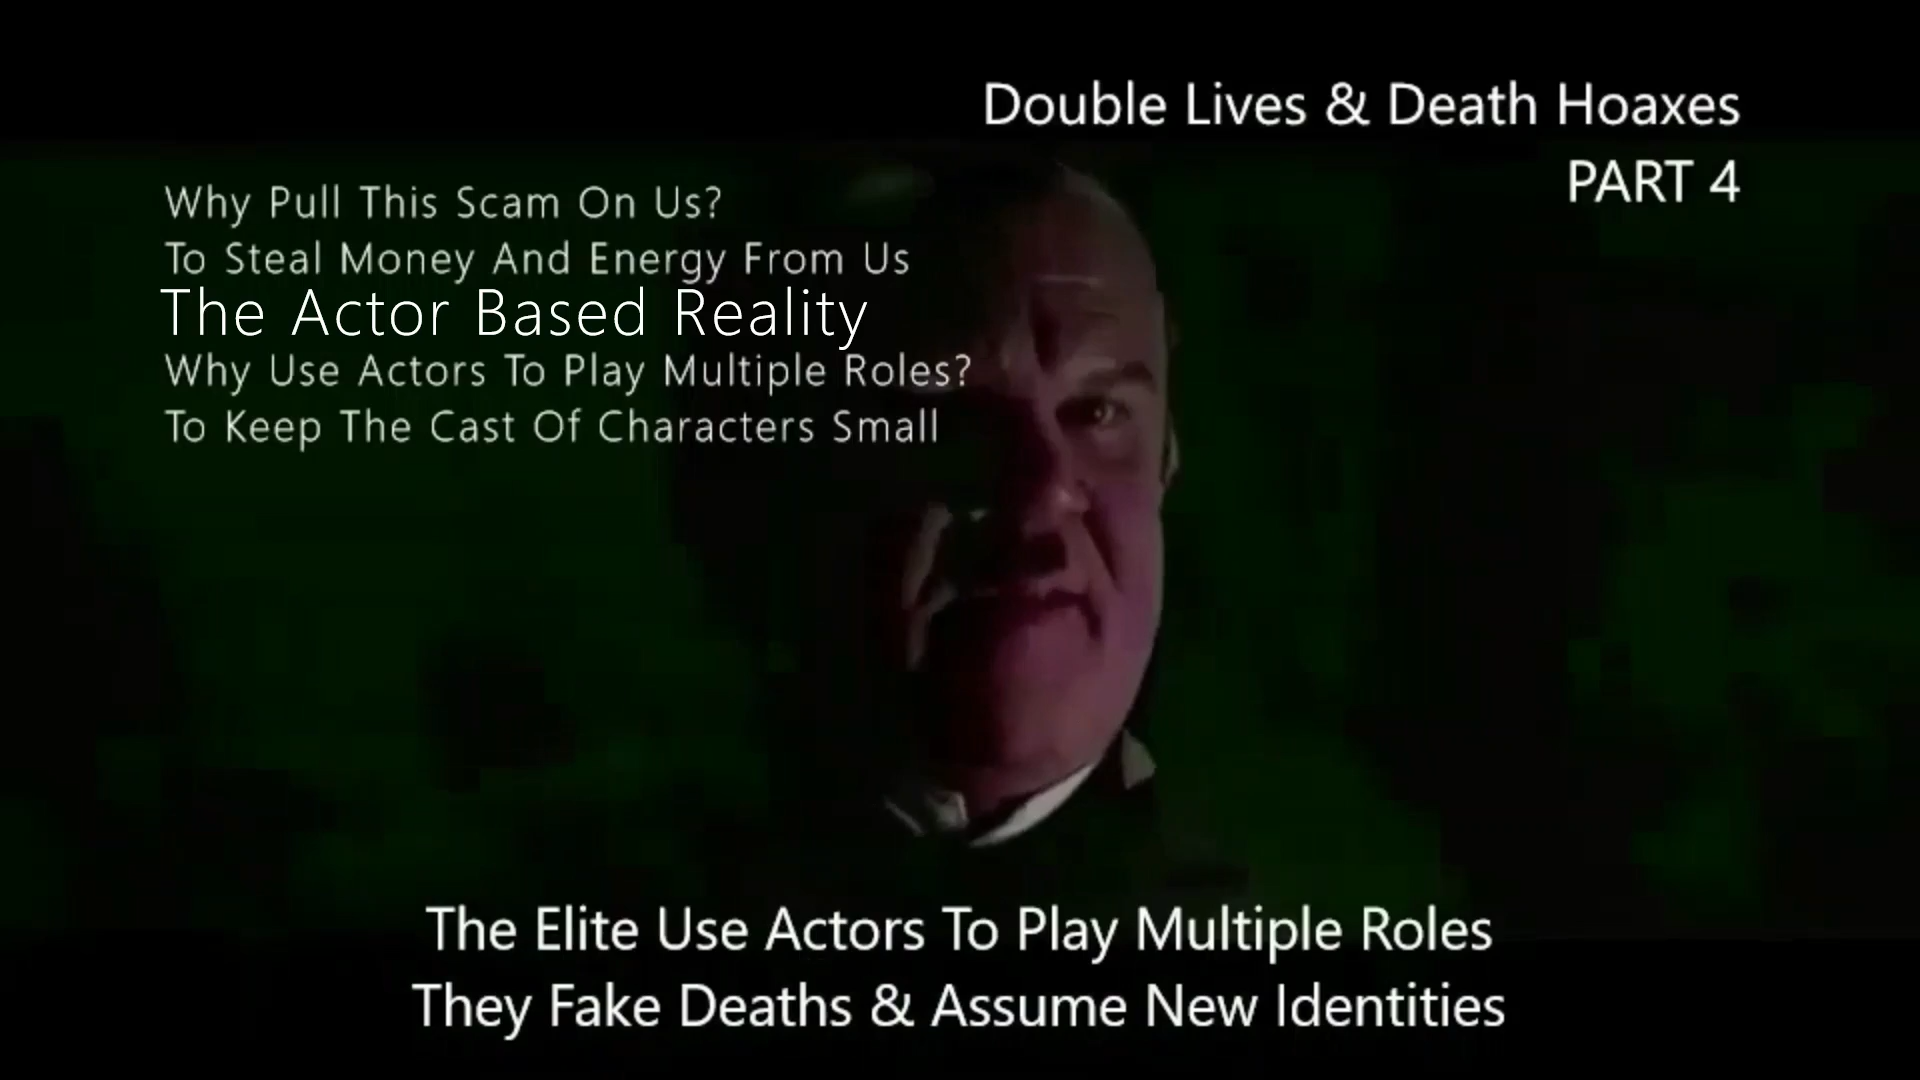 Double Lives & Death Hoaxes
PART 4
Why Pull This Scam On Us?
To Steal Money And Energy From Us
The Actor Based Reality
Why Use Actors To Play Multiple Roles?
To Keep The Cast Of Characters Small
The Elite Use Actors To Play Multiple Roles
They Fake Deaths & Assume New Identities